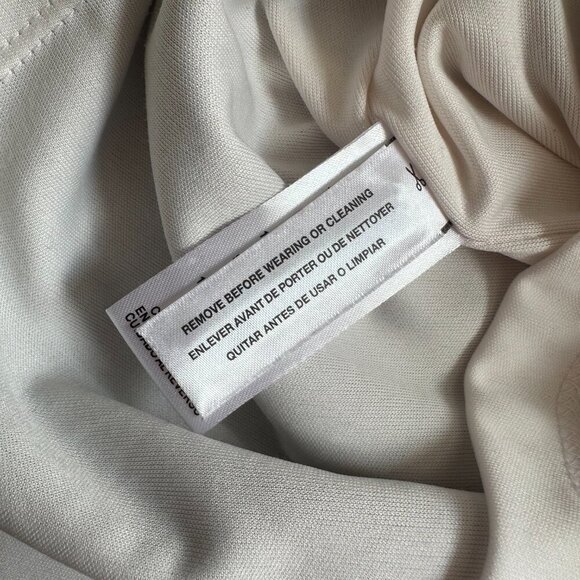 REMOVE BEFORE WEARING OR CLEANING
ENLEVER AVANT DE PORTER OU DE NETTOYER
QUITAR ANTES DE USAR O LIMPIAR